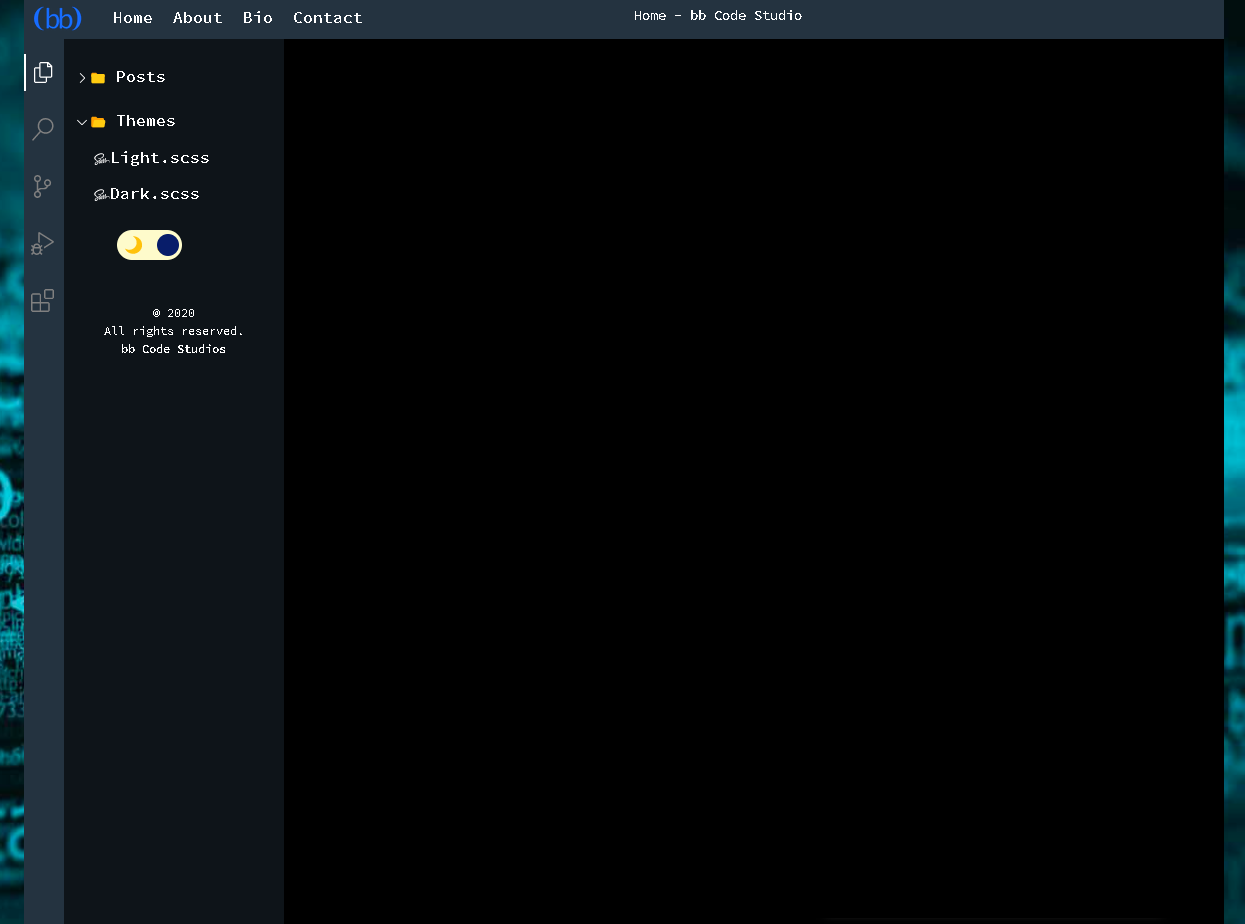 (bb) Home About Bio Contact Home - bb Code Studio
Posts
Themes
Light.scss
Dark.scss
© 2020
All rights reserved.
bb Code Studios